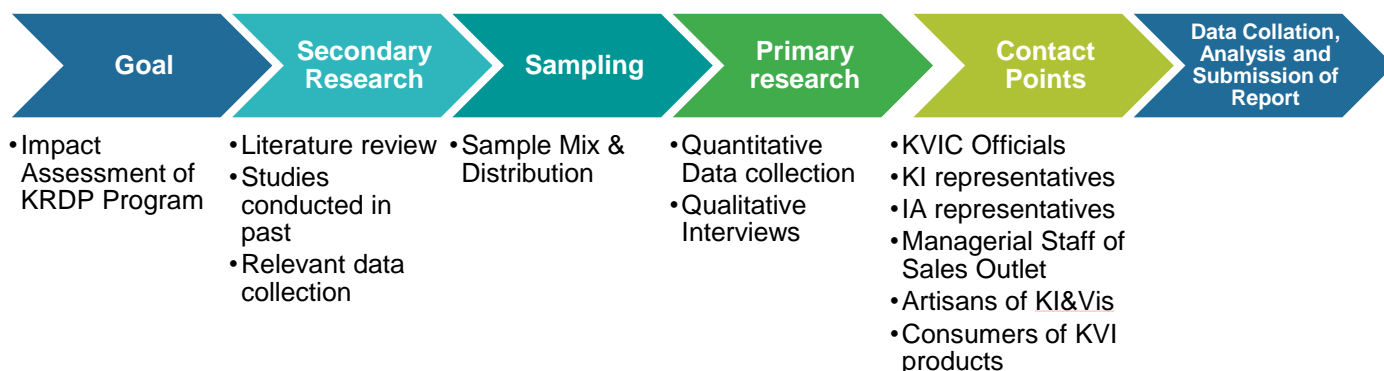 Goal
• Impact
Assessment of
KRDP Program
Secondary
Research
• Literature review
• Studies
conducted in
past
• Relevant data
collection
Sampling
• Sample Mix &
Distribution
Primary
research
• Quantitative
Data collection
• Qualitative
Interviews
Contact
Points
• KVIC Officials
• KI representatives
• IA representatives
• Managerial Staff of
Sales Outlet
• Artisans of KI&Vis
• Consumers of KVI
products
Data Collation,
Analysis and
Submission of
Report